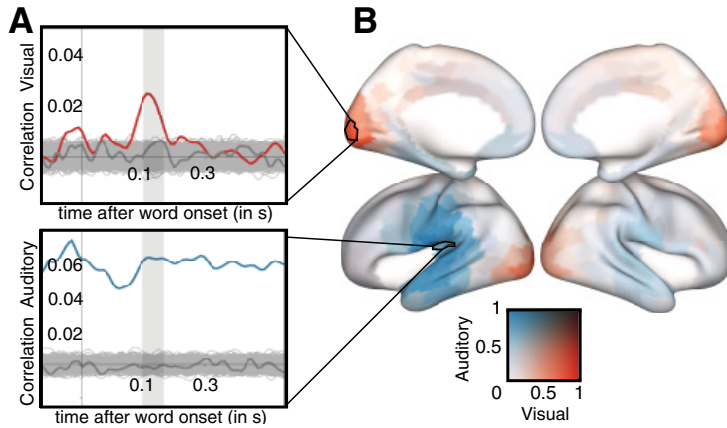 A
B
Correlation Visual
0.04
0.02
0.1
0.3
time after word onset (in s)
Correlation Auditory
0.06
0.04
0.02
0.1
0.3
time after word onset (in s)
Auditory
1
0.5
0
0.5
1
Visual